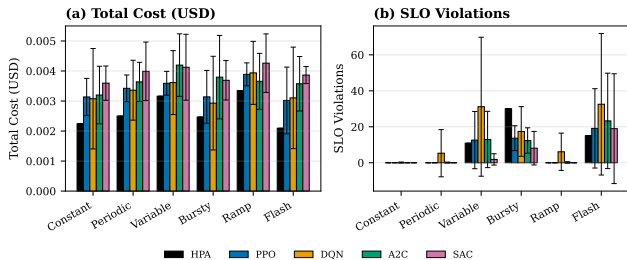 (a) Total Cost (USD)
Total Cost (USD)
0.005
0.004
0.003
0.002
0.001
0.000
Constant
Periodic
Variable
Bursty
Ramp
Flash
(b) SLO Violations
SLO Violations
60
40
20
0
Constant
Periodic
Variable
Bursty
Ramp
Flash
HPA PPO DQN A2C SAC